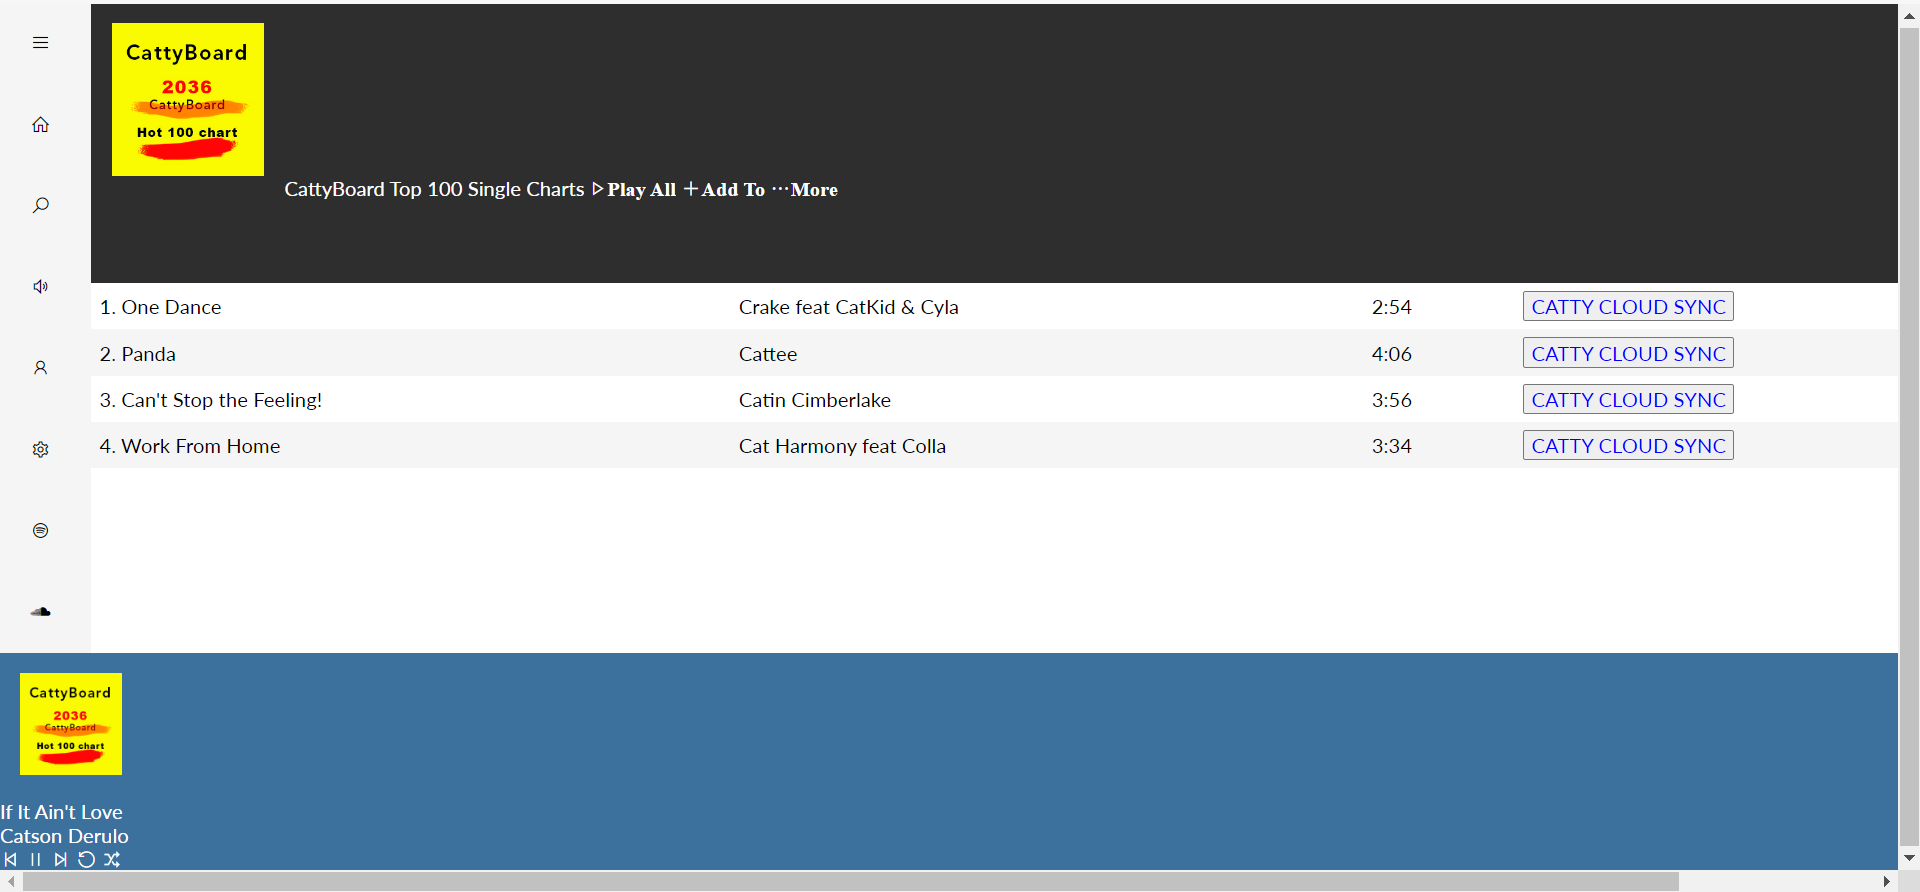 CattyBoard
2036
CattyBoard
Hot 100 chart
CattyBoard Top 100 Single Charts Play All Add To ···More
1. One Dance Crake feat CatKid & Cyla 2:54 CATTY CLOUD SYNC
2. Panda Cattee 4:06 CATTY CLOUD SYNC
3. Can't Stop the Feeling! Catin Cimberlake 3:56 CATTY CLOUD SYNC
4. Work From Home Cat Harmony feat Colla 3:34 CATTY CLOUD SYNC
CattyBoard
2036
CattyBoard
Hot 100 chart
If It Ain't Love
Catson Derulo